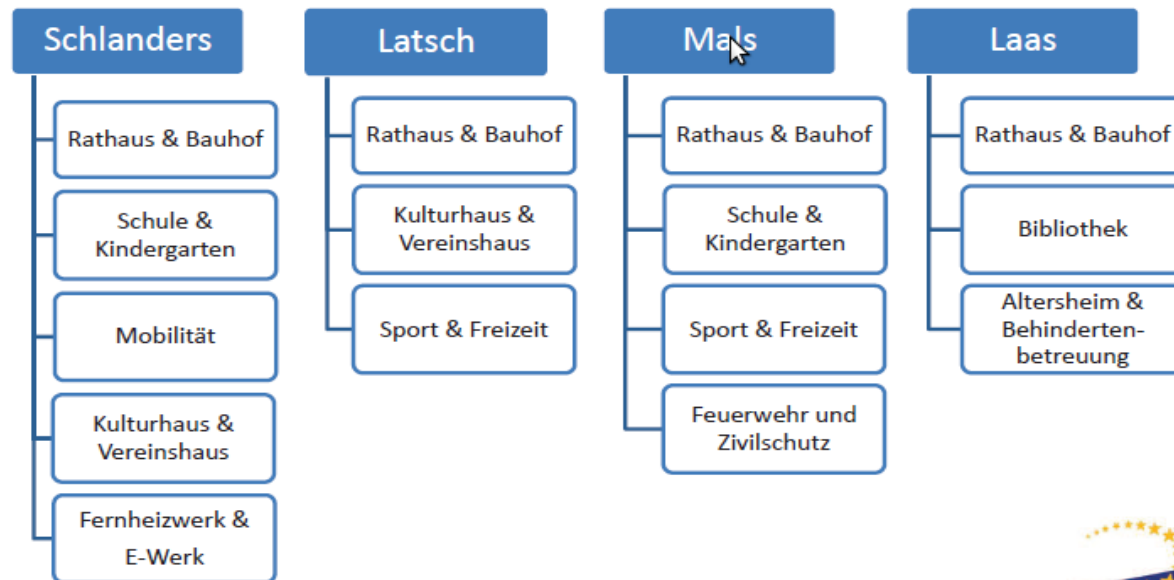 Schlanders
Rathaus & Bauhof
Schule &
Kindergarten
Mobilität
Kulturhaus &
Vereinshaus
Fernheizwerk &
E-Werk
Latsch
Rathaus & Bauhof
Kulturhaus &
Vereinshaus
Sport & Freizeit
Mals
Rathaus & Bauhof
Schule &
Kindergarten
Sport & Freizeit
Feuerwehr und
Zivilschutz
Laas
Rathaus & Bauhof
Bibliothek
Altersheim &
Behinderten-
betreuung